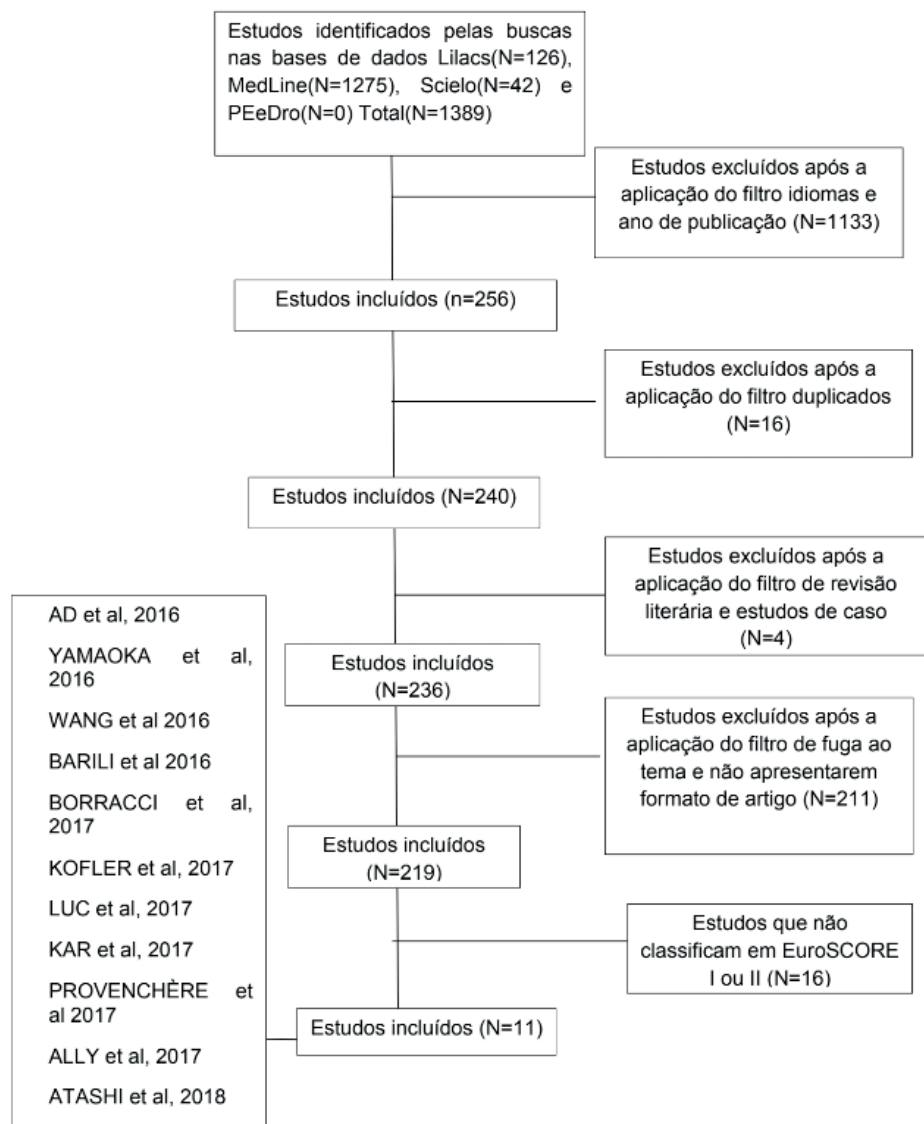 Estudos identificados pelas buscas
nas bases de dados Lilacs(N=126),
MedLine(N=1275), Scielo(N=42) e
PEeDro(N=0) Total(N=1389)
Estudos excluídos após a
aplicação do filtro idiomas e
ano de publicação (N=1133)
Estudos incluídos (n=256)
Estudos excluídos após a
aplicação do filtro duplicados
(N=16)
Estudos incluídos (N=240)
Estudos excluídos após a
aplicação do filtro de revisão
literária e estudos de caso
(N=4)
Estudos incluídos
(N=236)
Estudos excluídos após a
aplicação do filtro de fuga ao
tema e não apresentarem
formato de artigo (N=211)
Estudos incluídos
(N=219)
Estudos que não
classificam em EuroSCORE
I ou II (N=16)
Estudos incluídos (N=11)
AD et al, 2016
YAMAOKA et al,
2016
WANG et al 2016
BARILI et al 2016
BORRACCI et al,
2017
KOFLER et al, 2017
LUC et al, 2017
KAR et al, 2017
PROVENCHÈRE et
al 2017
ALLY et al, 2017
ATASHI et al, 2018